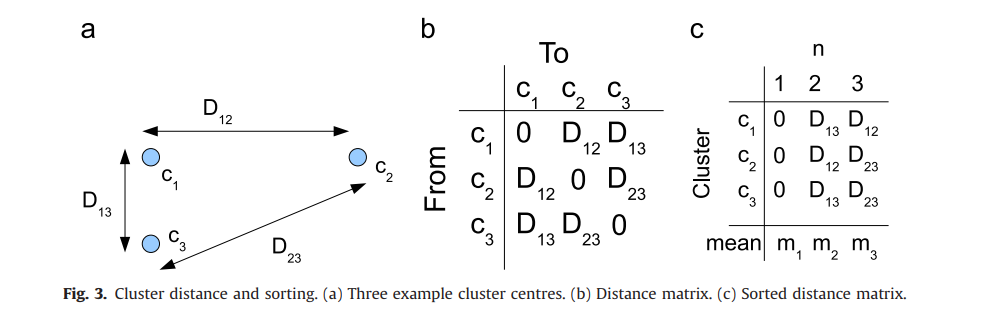 a
D12
c1
c2
D13
c3
D23
b
To
c1 c2 c3
From
c1 0 D12 D13
c2 D12 0 D23
c3 D13 D23 0
c
n
1 2 3
Cluster
c1 0 D13 D12
c2 0 D12 D23
c3 0 D13 D23
mean m1 m2 m3
Fig. 3. Cluster distance and sorting. (a) Three example cluster centres. (b) Distance matrix. (c) Sorted distance matrix.